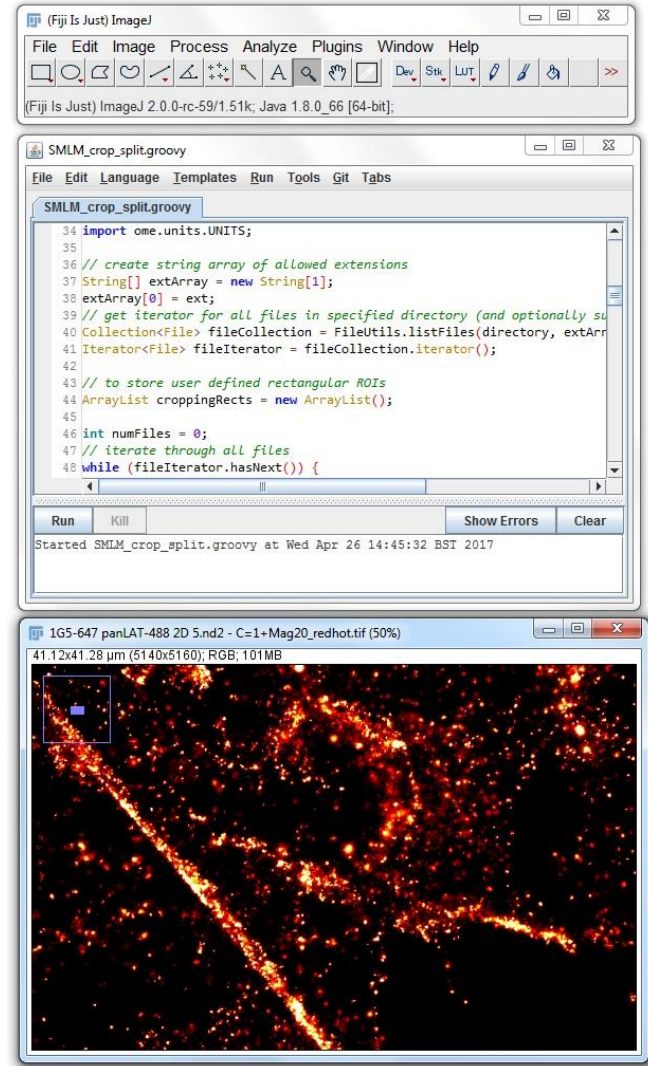 (Fiji Is Just) ImageJ
File Edit Image Process Analyze Plugins Window Help
A Dev Stk LUT >>
(Fiji Is Just) ImageJ 2.0.0-rc-59/1.51k; Java 1.8.0_66 [64-bit];
SMLM_crop_split.groovy
File Edit Language Templates Run Tools Git Tabs
SMLM_crop_split.groovy
34 import ome.units.UNITS;
35
36 // create string array of allowed extensions
37 String[] extArray = new String[1];
38 extArray[0] = ext;
39 // get iterator for all files in specified directory (and optionally su
40 Collection<File> fileCollection = FileUtils.listFiles(directory, extArr
41 Iterator<File> fileIterator = fileCollection.iterator();
42
43 // to store user defined rectangular ROIs
44 ArrayList croppingRects = new ArrayList();
45
46 int numFiles = 0;
47 // iterate through all files
48 while (fileIterator.hasNext()) {
Run Kill Show Errors Clear
Started SMLM_crop_split.groovy at Wed Apr 26 14:45:32 BST 2017
1G5-647 panLAT-488 2D 5.nd2 - C=1+Mag20_redhot.tif (50%)
41.12x41.28 µm (5140x5160); RGB; 101MB